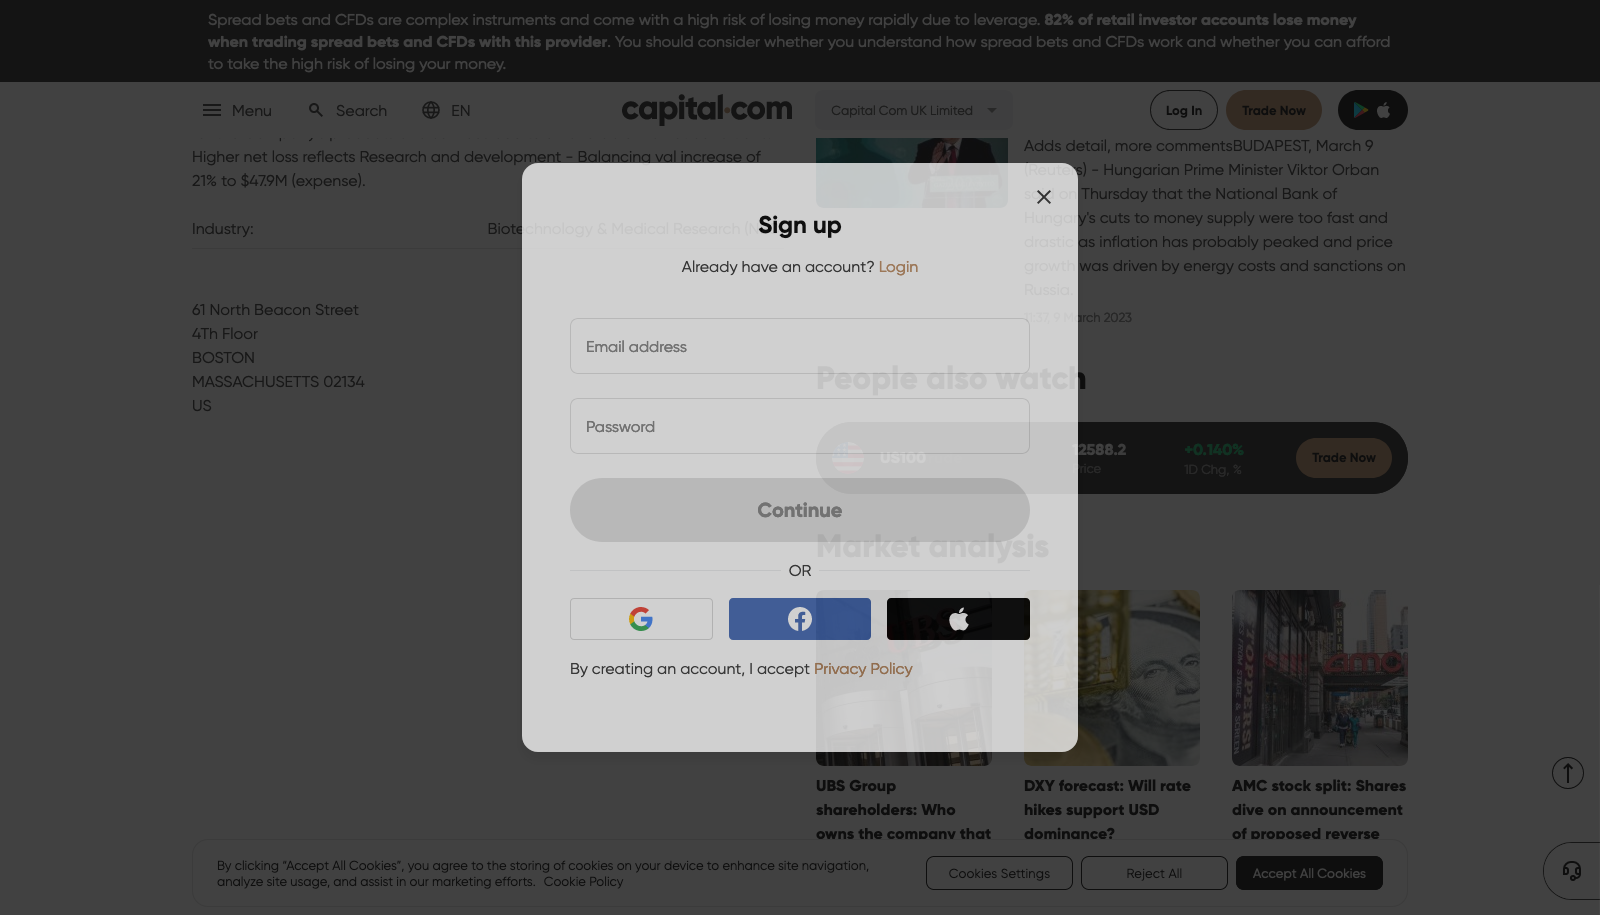 Spread bets and CFDs are complex instruments and come with a high risk of losing money rapidly due to leverage. 82% of retail investor accounts lose money
when trading spread bets and CFDs with this provider. You should consider whether you understand how spread bets and CFDs work and whether you can afford
to take the high risk of losing your money.
Menu
Search
EN
capital.com
Capital Com UK Limited
Log In
Trade Now
Higher net loss reflects Research and development - Balancing val increase of
21% to $47.9M (expense).
Industry:
Biotechnology & Medical Research
61 North Beacon Street
4Th Floor
BOSTON
MASSACHUSETTS 02134
US
Adds detail, more commentsBUDAPEST, March 9
(Reuters) - Hungarian Prime Minister Viktor Orban
said on Thursday that the National Bank of
Hungary's cuts to money supply were too fast and
drastic as inflation has probably peaked and price
growth was driven by energy costs and sanctions on
Russia.
11:37, 9 March 2023
Sign up
Already have an account? Login
Email address
Password
Continue
OR
By creating an account, I accept Privacy Policy
People also watch
US100
12588.2
Price
+0.140%
1D Chg, %
Trade Now
Market analysis
amc
TOPPERS!
FROM STAGE & SCREEN
UBS Group
shareholders: Who
owns the company that
DXY forecast: Will rate
hikes support USD
dominance?
AMC stock split: Shares
dive on announcement
of proposed reverse
By clicking “Accept All Cookies”, you agree to the storing of cookies on your device to enhance site navigation,
analyze site usage, and assist in our marketing efforts. Cookie Policy
Cookies Settings
Reject All
Accept All Cookies